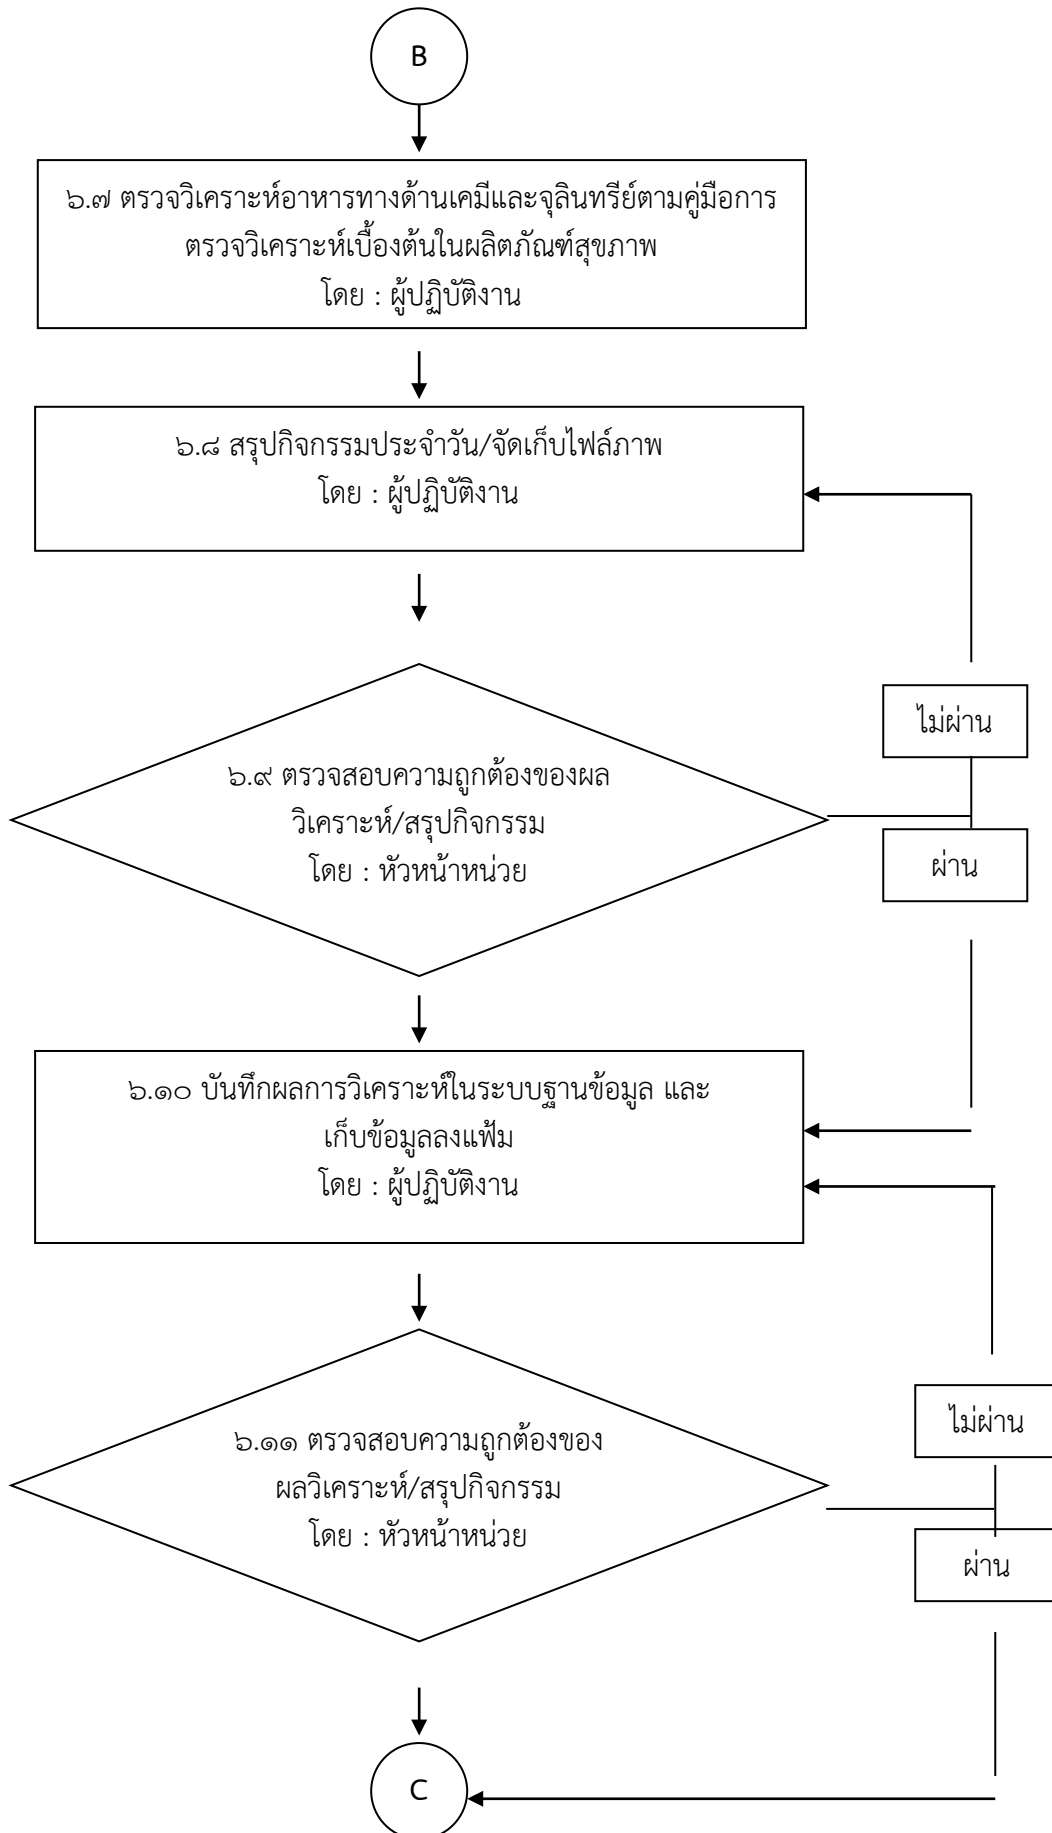 B
๖.๗ ตรวจวิเคราะห์อาหารทางด้านเคมีและจุลินทรีย์ตามคู่มือการ
ตรวจวิเคราะห์เบื้องต้นในผลิตภัณฑ์สุขภาพ
โดย : ผู้ปฏิบัติงาน
๖.๘ สรุปกิจกรรมประจำวัน/จัดเก็บไฟล์ภาพ
โดย : ผู้ปฏิบัติงาน
ไม่ผ่าน
๖.๙ ตรวจสอบความถูกต้องของผล
วิเคราะห์/สรุปกิจกรรม
โดย : หัวหน้าหน่วย
ผ่าน
๖.๑๐ บันทึกผลการวิเคราะห์ในระบบฐานข้อมูล และ
เก็บข้อมูลลงแฟ้ม
โดย : ผู้ปฏิบัติงาน
ไม่ผ่าน
๖.๑๑ ตรวจสอบความถูกต้องของ
ผลวิเคราะห์/สรุปกิจกรรม
โดย : หัวหน้าหน่วย
ผ่าน
C